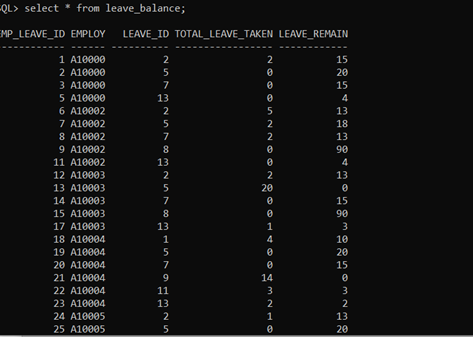 SQL> select * from leave_balance;
EMP_LEAVE_ID EMPLOY LEAVE_ID TOTAL_LEAVE_TAKEN LEAVE_REMAIN
------------ ------ ---------- ----------------- ------------
1 A10000 2 2 15
2 A10000 5 0 20
3 A10000 7 0 15
5 A10000 13 0 4
6 A10002 2 5 13
7 A10002 5 2 18
8 A10002 7 2 13
9 A10002 8 0 90
11 A10002 13 0 4
12 A10003 2 2 13
13 A10003 5 20 0
14 A10003 7 0 15
15 A10003 8 0 90
17 A10003 13 1 3
18 A10004 1 4 10
19 A10004 5 0 20
20 A10004 7 0 15
21 A10004 9 14 0
22 A10004 11 3 3
23 A10004 13 2 2
24 A10005 2 1 13
25 A10005 5 0 20